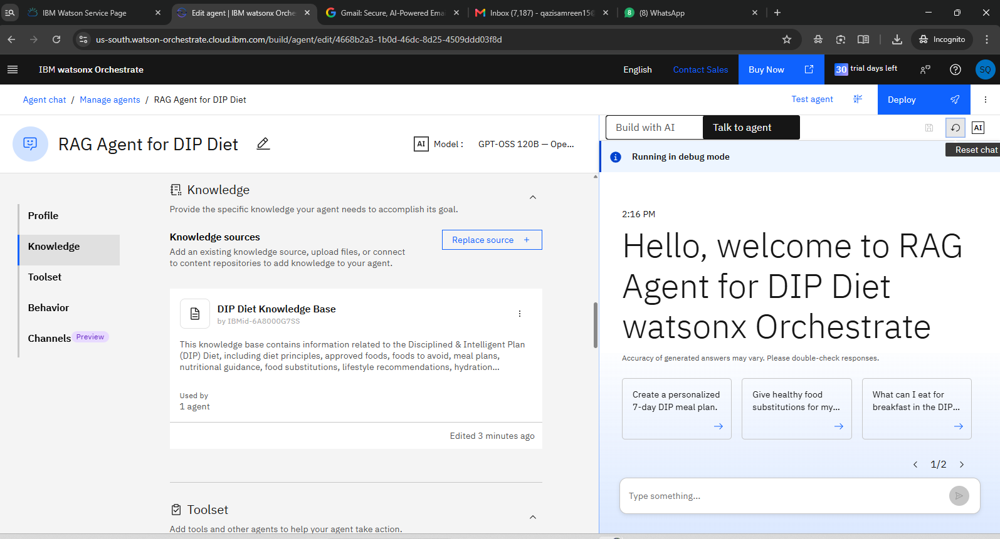 IBM Watson Service Page
Edit agent | IBM watsonx Orche
Gmail: Secure, AI-Powered Emai
Inbox (7,187) - qazisamreen15@
8
(8) WhatsApp
us-south.watson-orchestrate.cloud.ibm.com/build/agent/edit/4668b2a3-1b0d-46dc-8d25-4509ddd03f8d
Incognito
IBM watsonx Orchestrate
English
Contact Sales
Buy Now
30 trial days left
SQ
Agent chat / Manage agents / RAG Agent for DIP Diet
Test agent
Deploy
RAG Agent for DIP Diet
AI Model : GPT-OSS 120B — Ope...
Build with AI
Talk to agent
AI
Reset chat
Running in debug mode
Profile
Knowledge
Toolset
Behavior
Channels Preview
Knowledge
Provide the specific knowledge your agent needs to accomplish its goal.
Knowledge sources
Add an existing knowledge source, upload files, or connect
to content repositories to add knowledge to your agent.
Replace source +
DIP Diet Knowledge Base
by IBMid-6A8000G7SS
This knowledge base contains information related to the Disciplined & Intelligent Plan
(DIP) Diet, including diet principles, approved foods, foods to avoid, meal plans,
nutritional guidance, food substitutions, lifestyle recommendations, hydration...
Used by
1 agent
Edited 3 minutes ago
Toolset
Add tools and other agents to help your agent take action.
2:16 PM
Hello, welcome to RAG
Agent for DIP Diet
watsonx Orchestrate
Accuracy of generated answers may vary. Please double-check responses.
Create a personalized
7-day DIP meal plan.
Give healthy food
substitutions for my...
What can I eat for
breakfast in the DIP...
1/2
Type something...